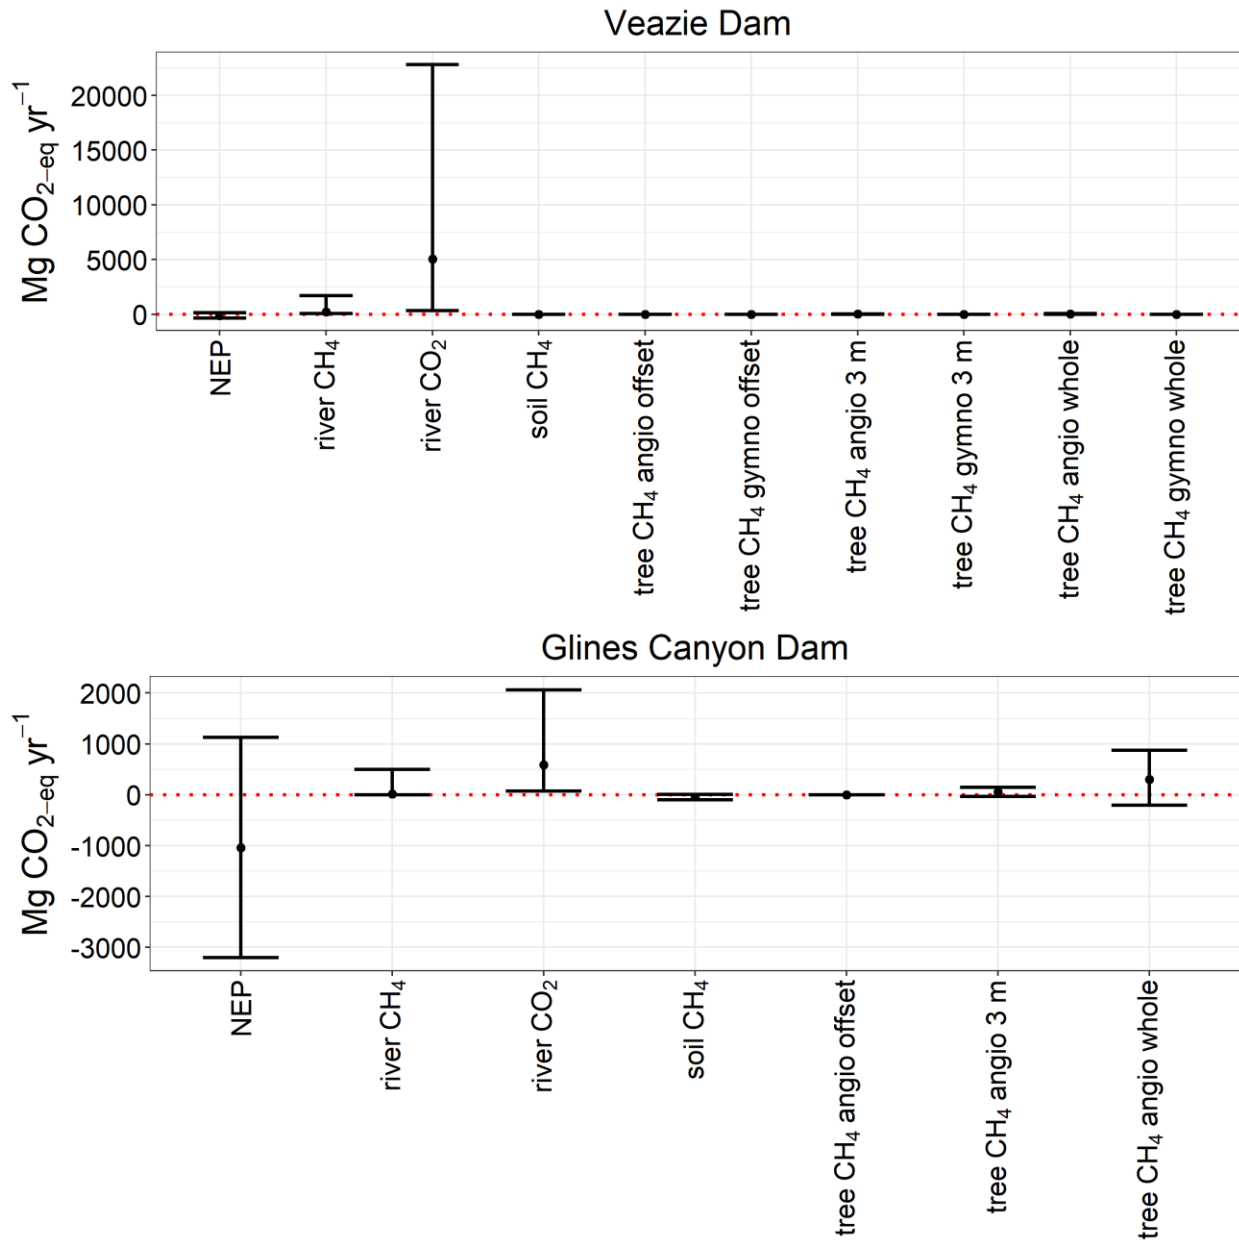 Veazie Dam
Mg CO₂₋eq yr⁻¹
20000
15000
10000
5000
0
NEP
river CH₄
river CO₂
soil CH₄
tree CH₄ angio offset
tree CH₄ gymno offset
tree CH₄ angio 3 m
tree CH₄ gymno 3 m
tree CH₄ angio whole
tree CH₄ gymno whole
Glines Canyon Dam
Mg CO₂₋eq yr⁻¹
2000
1000
0
-1000
-2000
-3000
NEP
river CH₄
river CO₂
soil CH₄
tree CH₄ angio offset
tree CH₄ angio 3 m
tree CH₄ angio whole